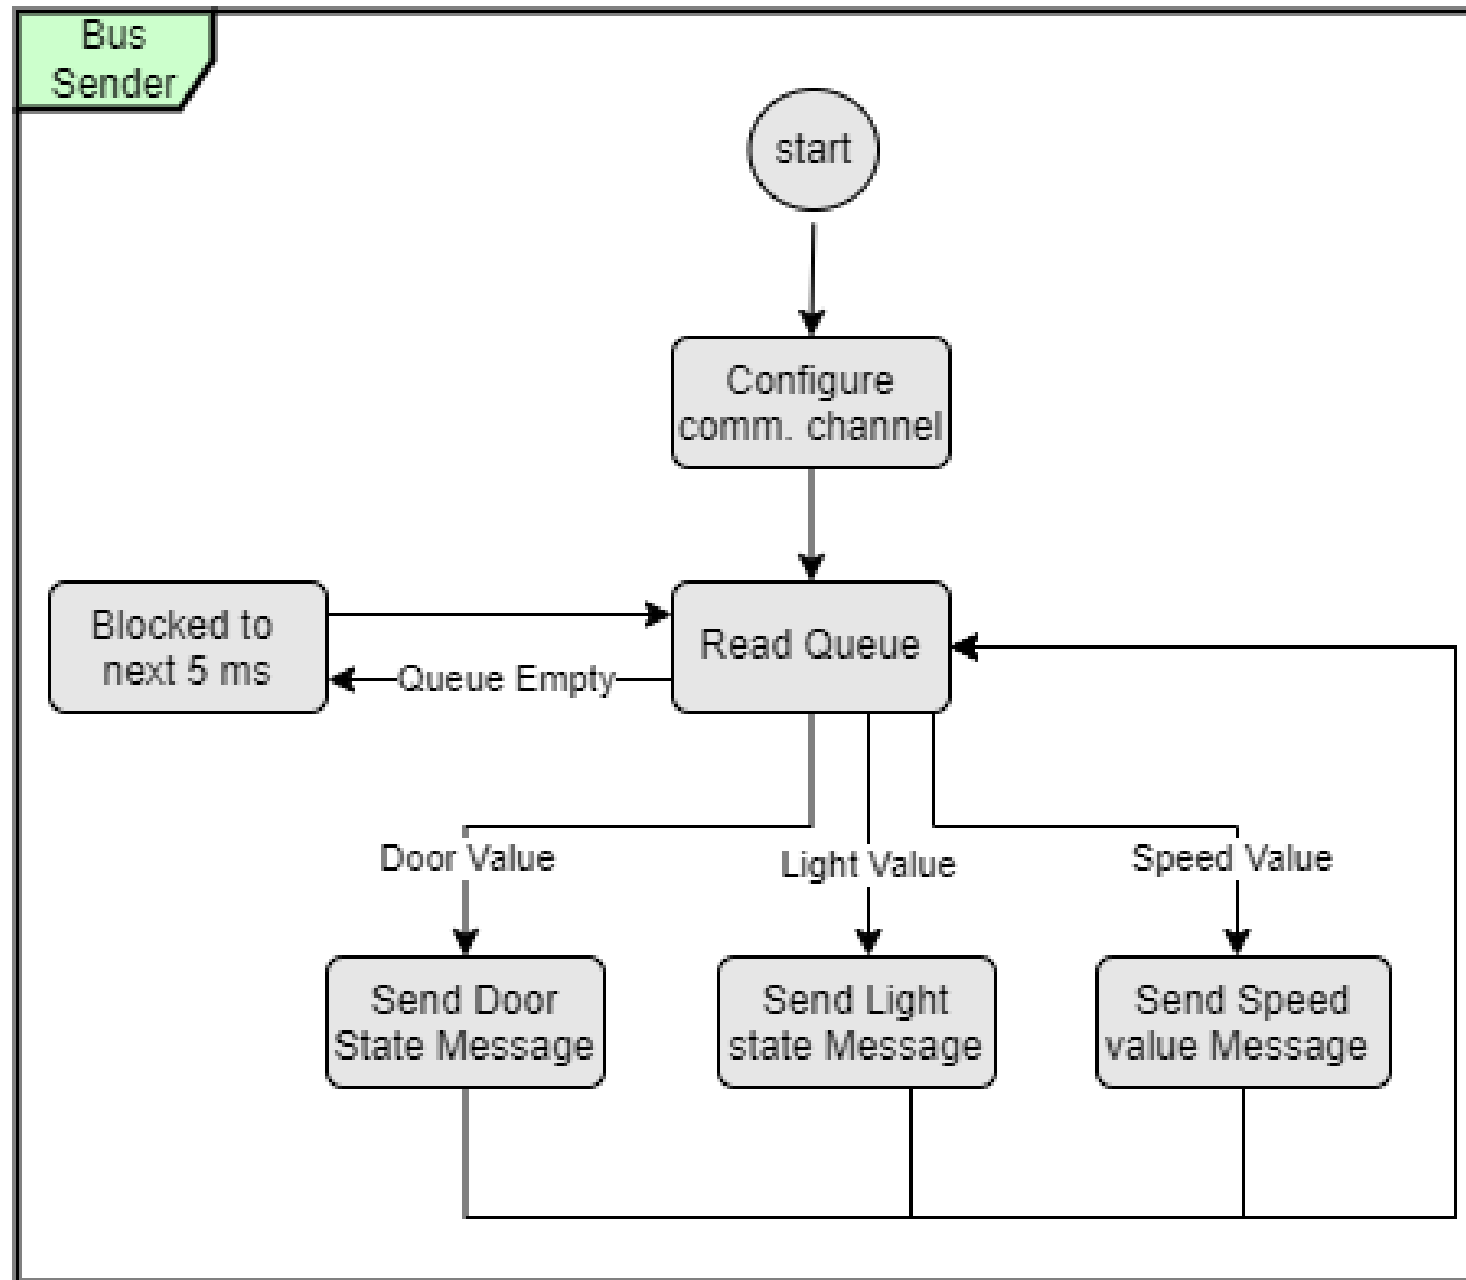 Bus
Sender
start
Configure
comm. channel
Blocked to
next 5 ms
Read Queue
Queue Empty
Door Value
Light Value
Speed Value
Send Door
State Message
Send Light
state Message
Send Speed
value Message